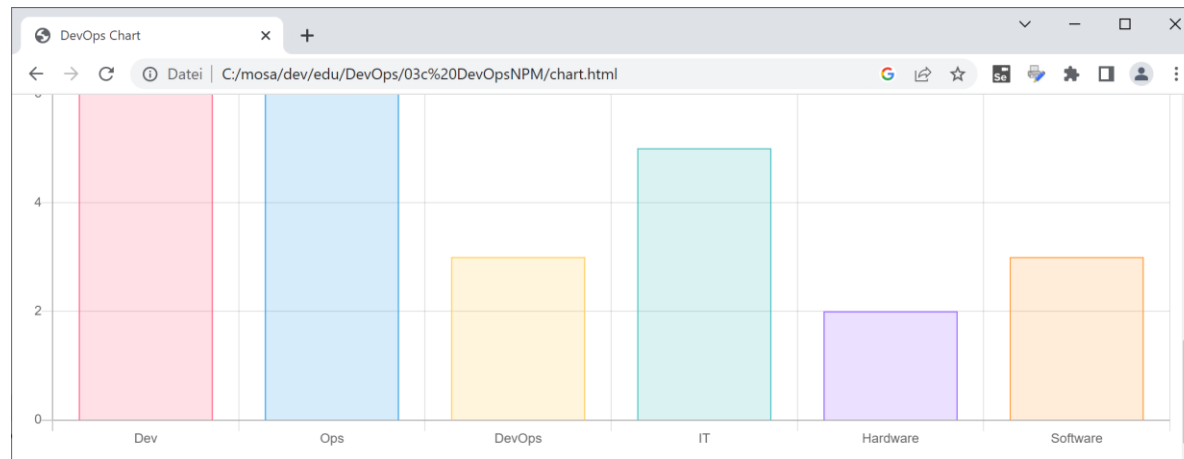 DevOps Chart
Datei C:/mosa/dev/edu/DevOps/03c%20DevOpsNPM/chart.html
G Se
4
2
0
Dev Ops DevOps IT Hardware Software